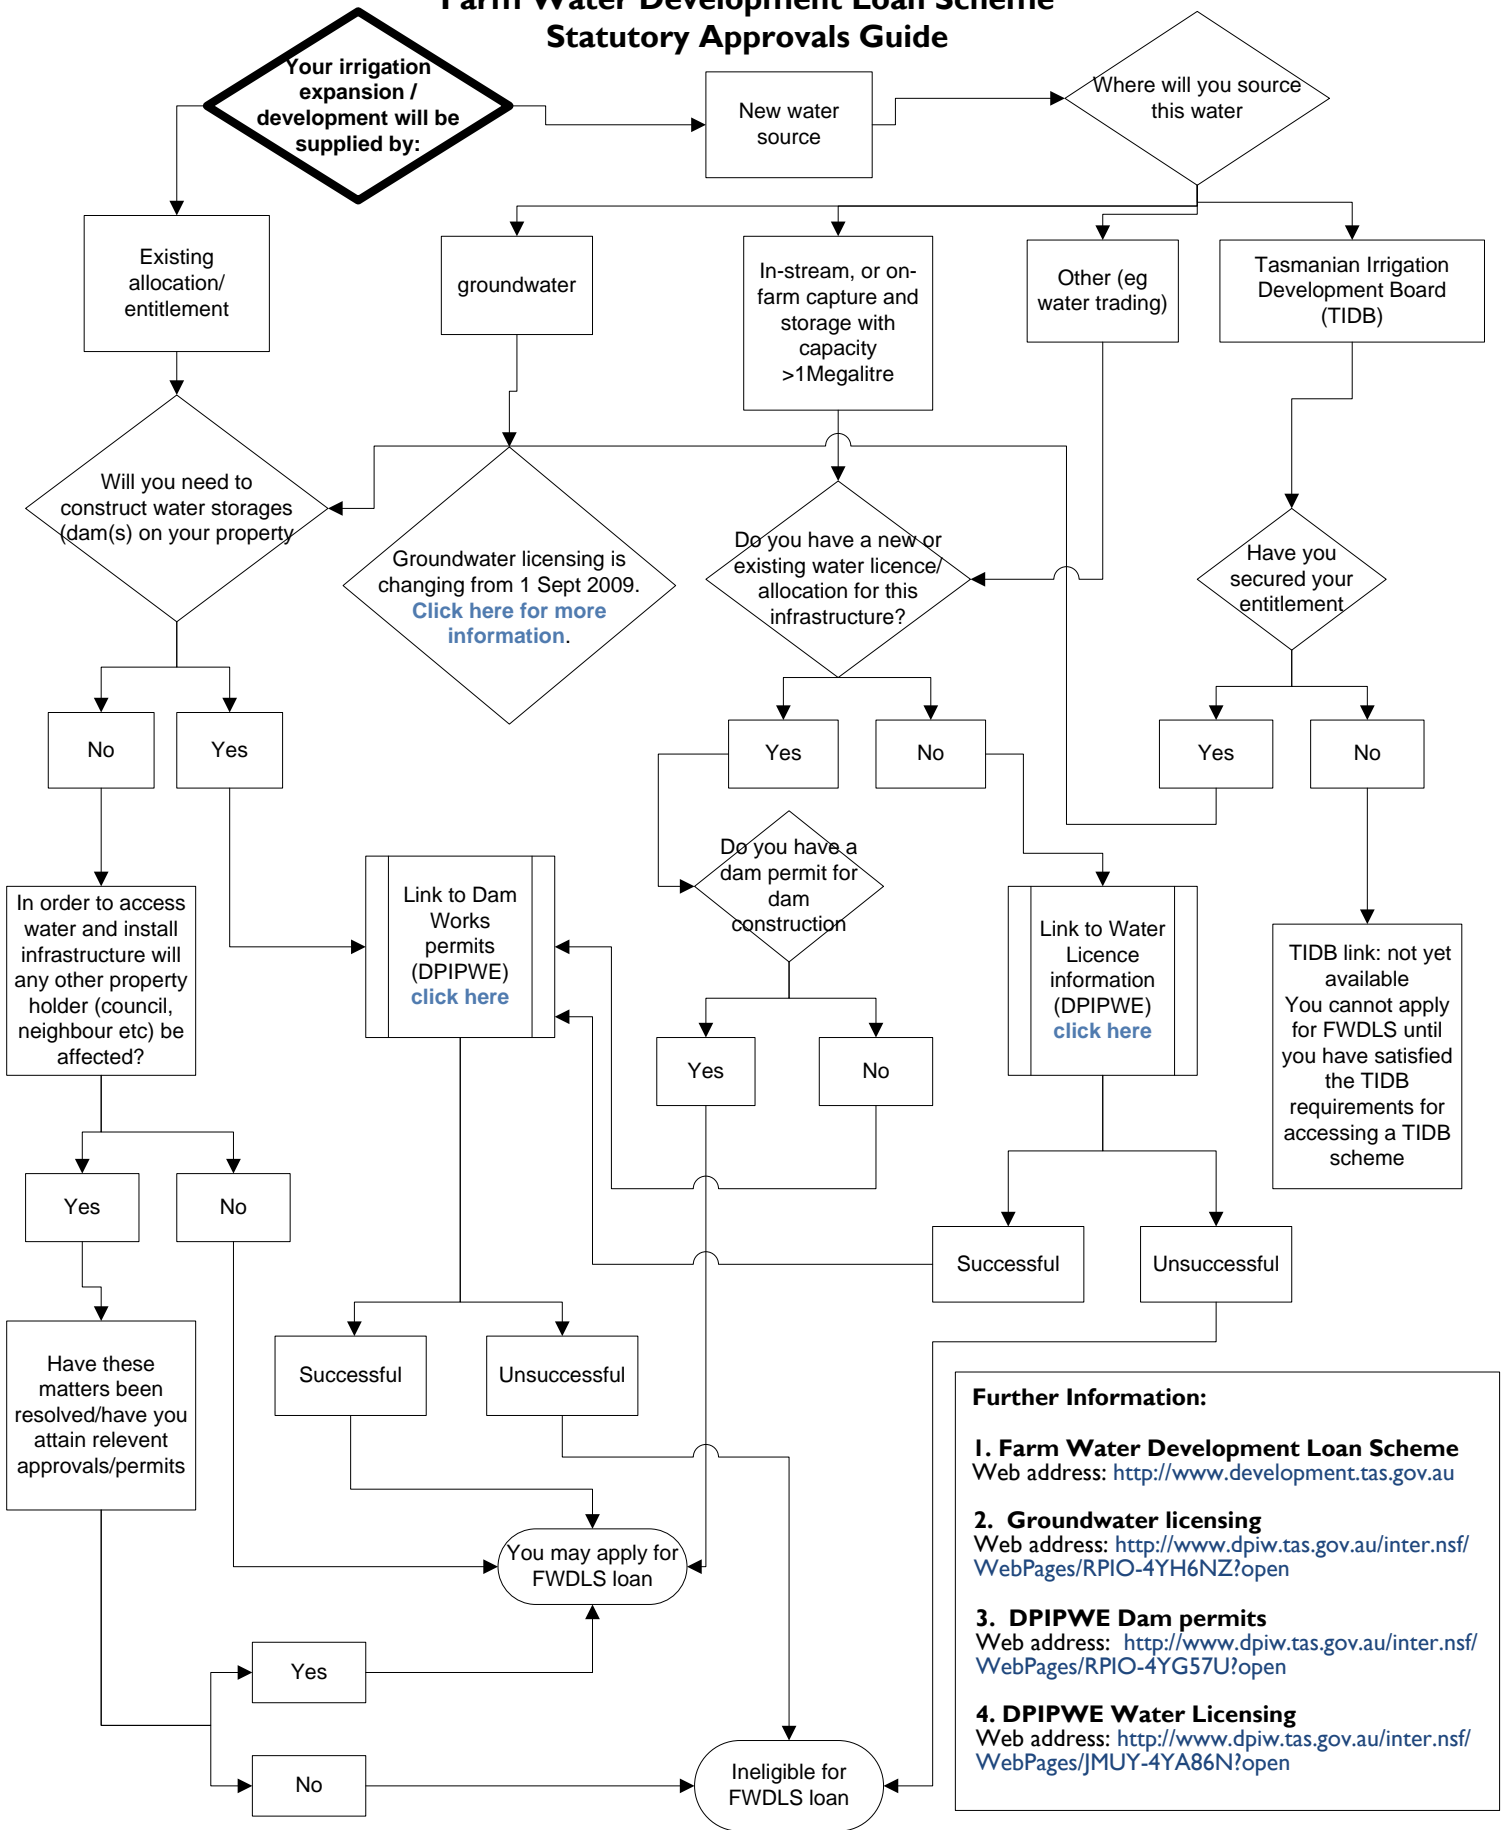 Farm Water Development Loan Scheme
Statutory Approvals Guide
Your irrigation
expansion /
development will be
supplied by:
New water
source
Where will you source
this water
Existing
allocation/
entitlement
groundwater
In-stream, or on-
farm capture and
storage with
capacity
>1Megalitre
Other (eg
water trading)
Tasmanian Irrigation
Development Board
(TIDB)
Will you need to
construct water storages
(dam(s) on your property
Groundwater licensing is
changing from 1 Sept 2009.
Click here for more
information.
Do you have a new or
existing water licence/
allocation for this
infrastructure?
Have you
secured your
entitlement
No
Yes
Yes
No
Yes
No
In order to access
water and install
infrastructure will
any other property
holder (council,
neighbour etc) be
affected?
Link to Dam
Works
permits
(DPIPWE)
click here
Do you have a
dam permit for
dam
construction
Link to Water
Licence
information
(DPIPWE)
click here
TIDB link: not yet
available
You cannot apply
for FWDLS until
you have satisfied
the TIDB
requirements for
accessing a TIDB
scheme
Yes
No
Yes
No
Successful
Unsuccessful
Have these
matters been
resolved/have you
attain relevent
approvals/permits
Successful
Unsuccessful
You may apply for
FWDLS loan
Yes
No
Ineligible for
FWDLS loan
Further Information:
1. Farm Water Development Loan Scheme
Web address: http://www.development.tas.gov.au
2. Groundwater licensing
Web address: http://www.dpiw.tas.gov.au/inter.nsf/
WebPages/RPIO-4YH6NZ?open
3. DPIPWE Dam permits
Web address: http://www.dpiw.tas.gov.au/inter.nsf/
WebPages/RPIO-4YG57U?open
4. DPIPWE Water Licensing
Web address: http://www.dpiw.tas.gov.au/inter.nsf/
WebPages/JMUY-4YA86N?open